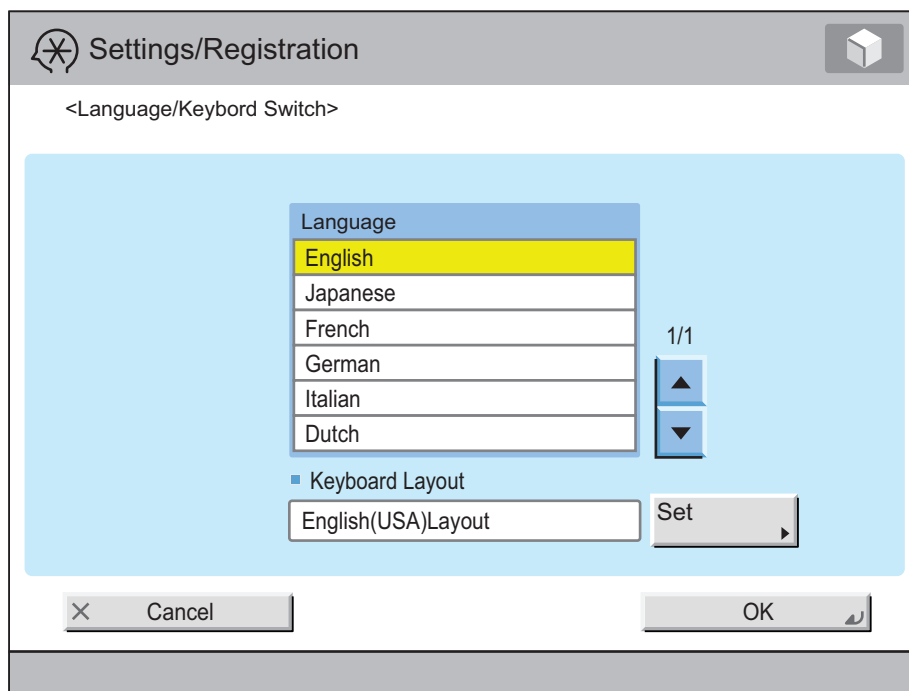 Settings/Registration
<Language/Keybord Switch>
Language
English
Japanese
French
German
Italian
Dutch
1/1
Keyboard Layout
English(USA)Layout
Set
Cancel
OK